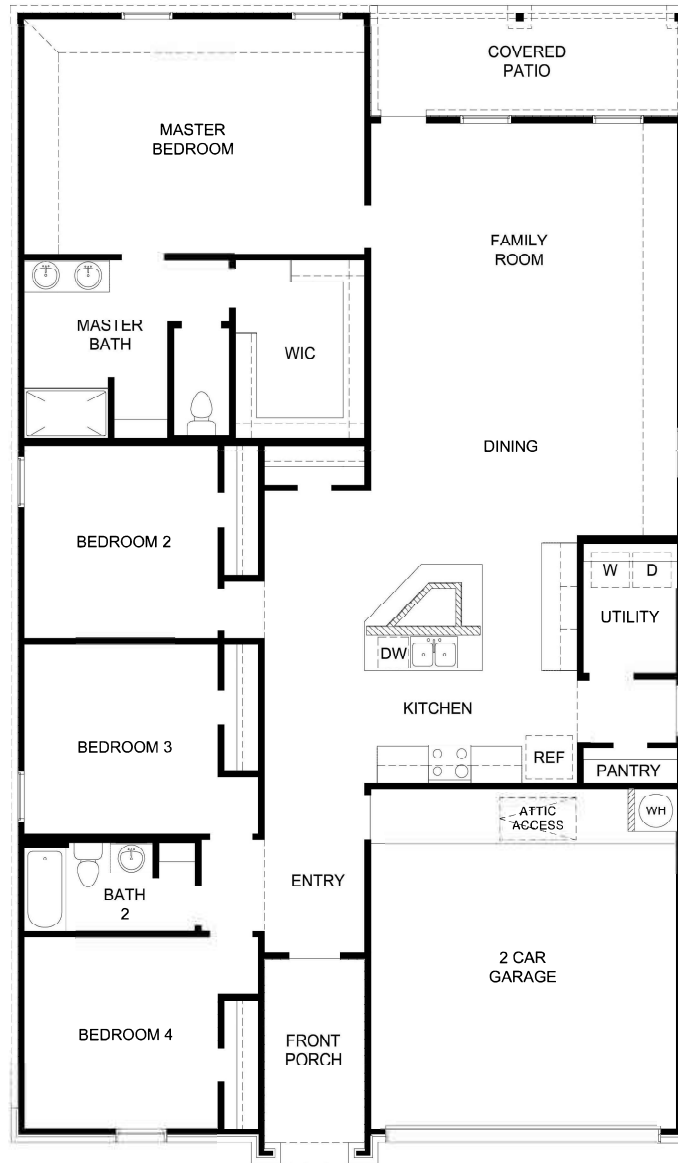 COVERED
PATIO
MASTER
BEDROOM
FAMILY
ROOM
MASTER
BATH
WIC
DINING
BEDROOM 2
W D
UTILITY
DW
KITCHEN
BEDROOM 3
REF
PANTRY
ATTIC
ACCESS
WH
ENTRY
BATH
2
2 CAR
GARAGE
BEDROOM 4
FRONT
PORCH